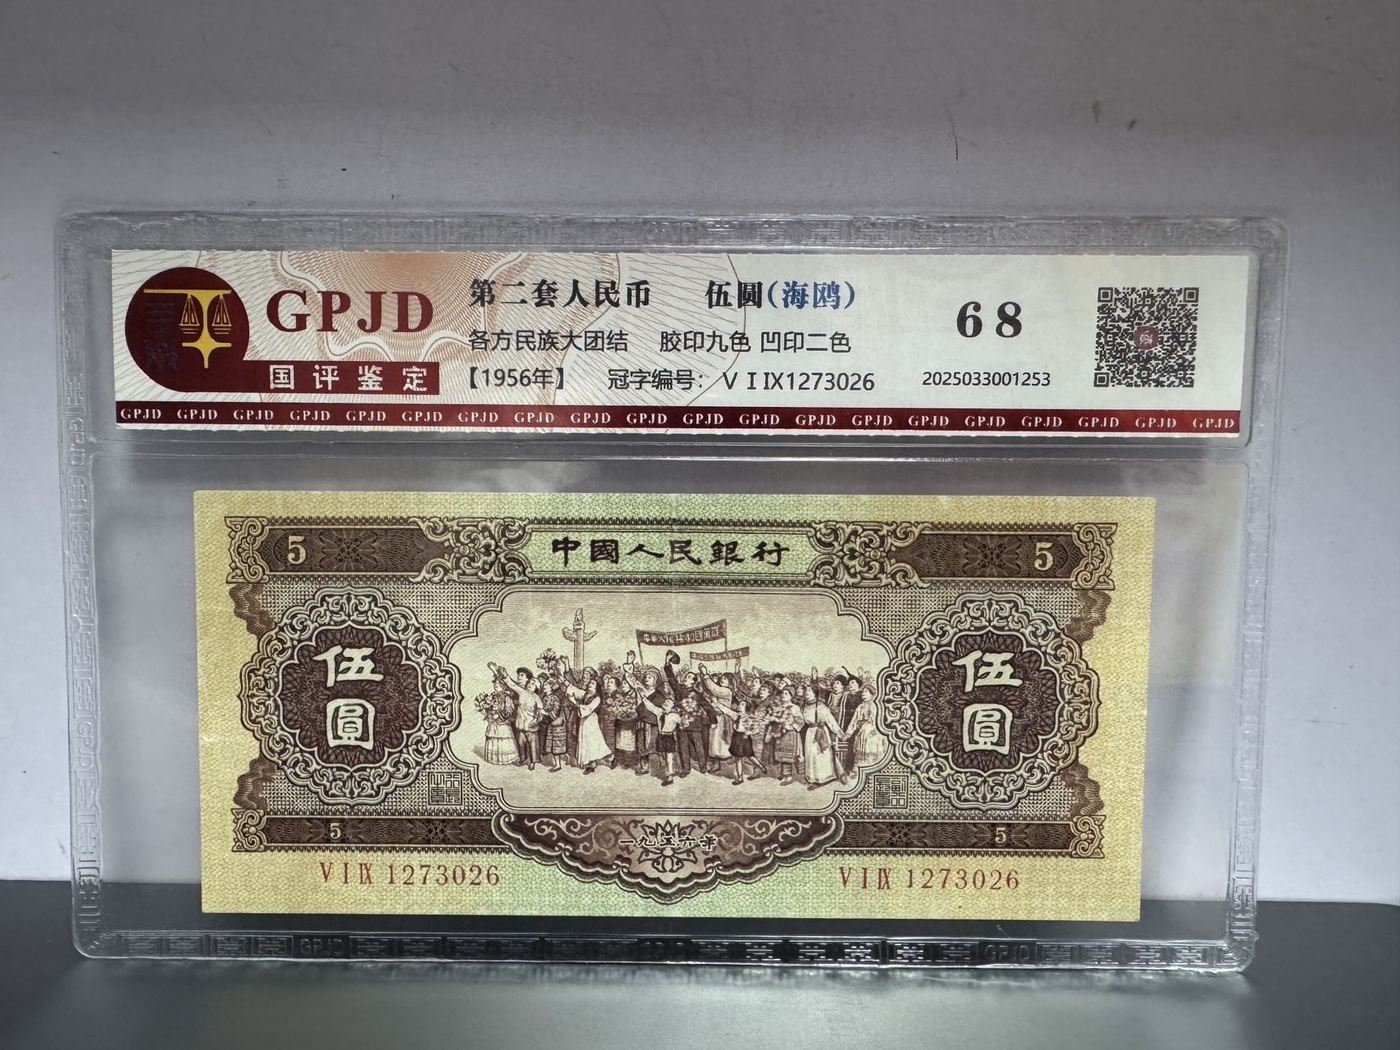 GPJD
国评鉴定
第二套人民币 伍圆(海鸥)
各方民族大团结 胶印九色 凹印二色
【1956年】 冠字编号: V I IX1273026
68
2025033001253
GPJD GPJD GPJD GPJD GPJD GPJD GPJD GPJD GPJD GPJD GPJD GPJD GPJD GPJD GPJD GPJD GPJD GPJD GPJD GPJD
5 中國人民銀行 5
伍圓 伍圓
5 一九五六年 5
V I IX 1273026 V I IX 1273026